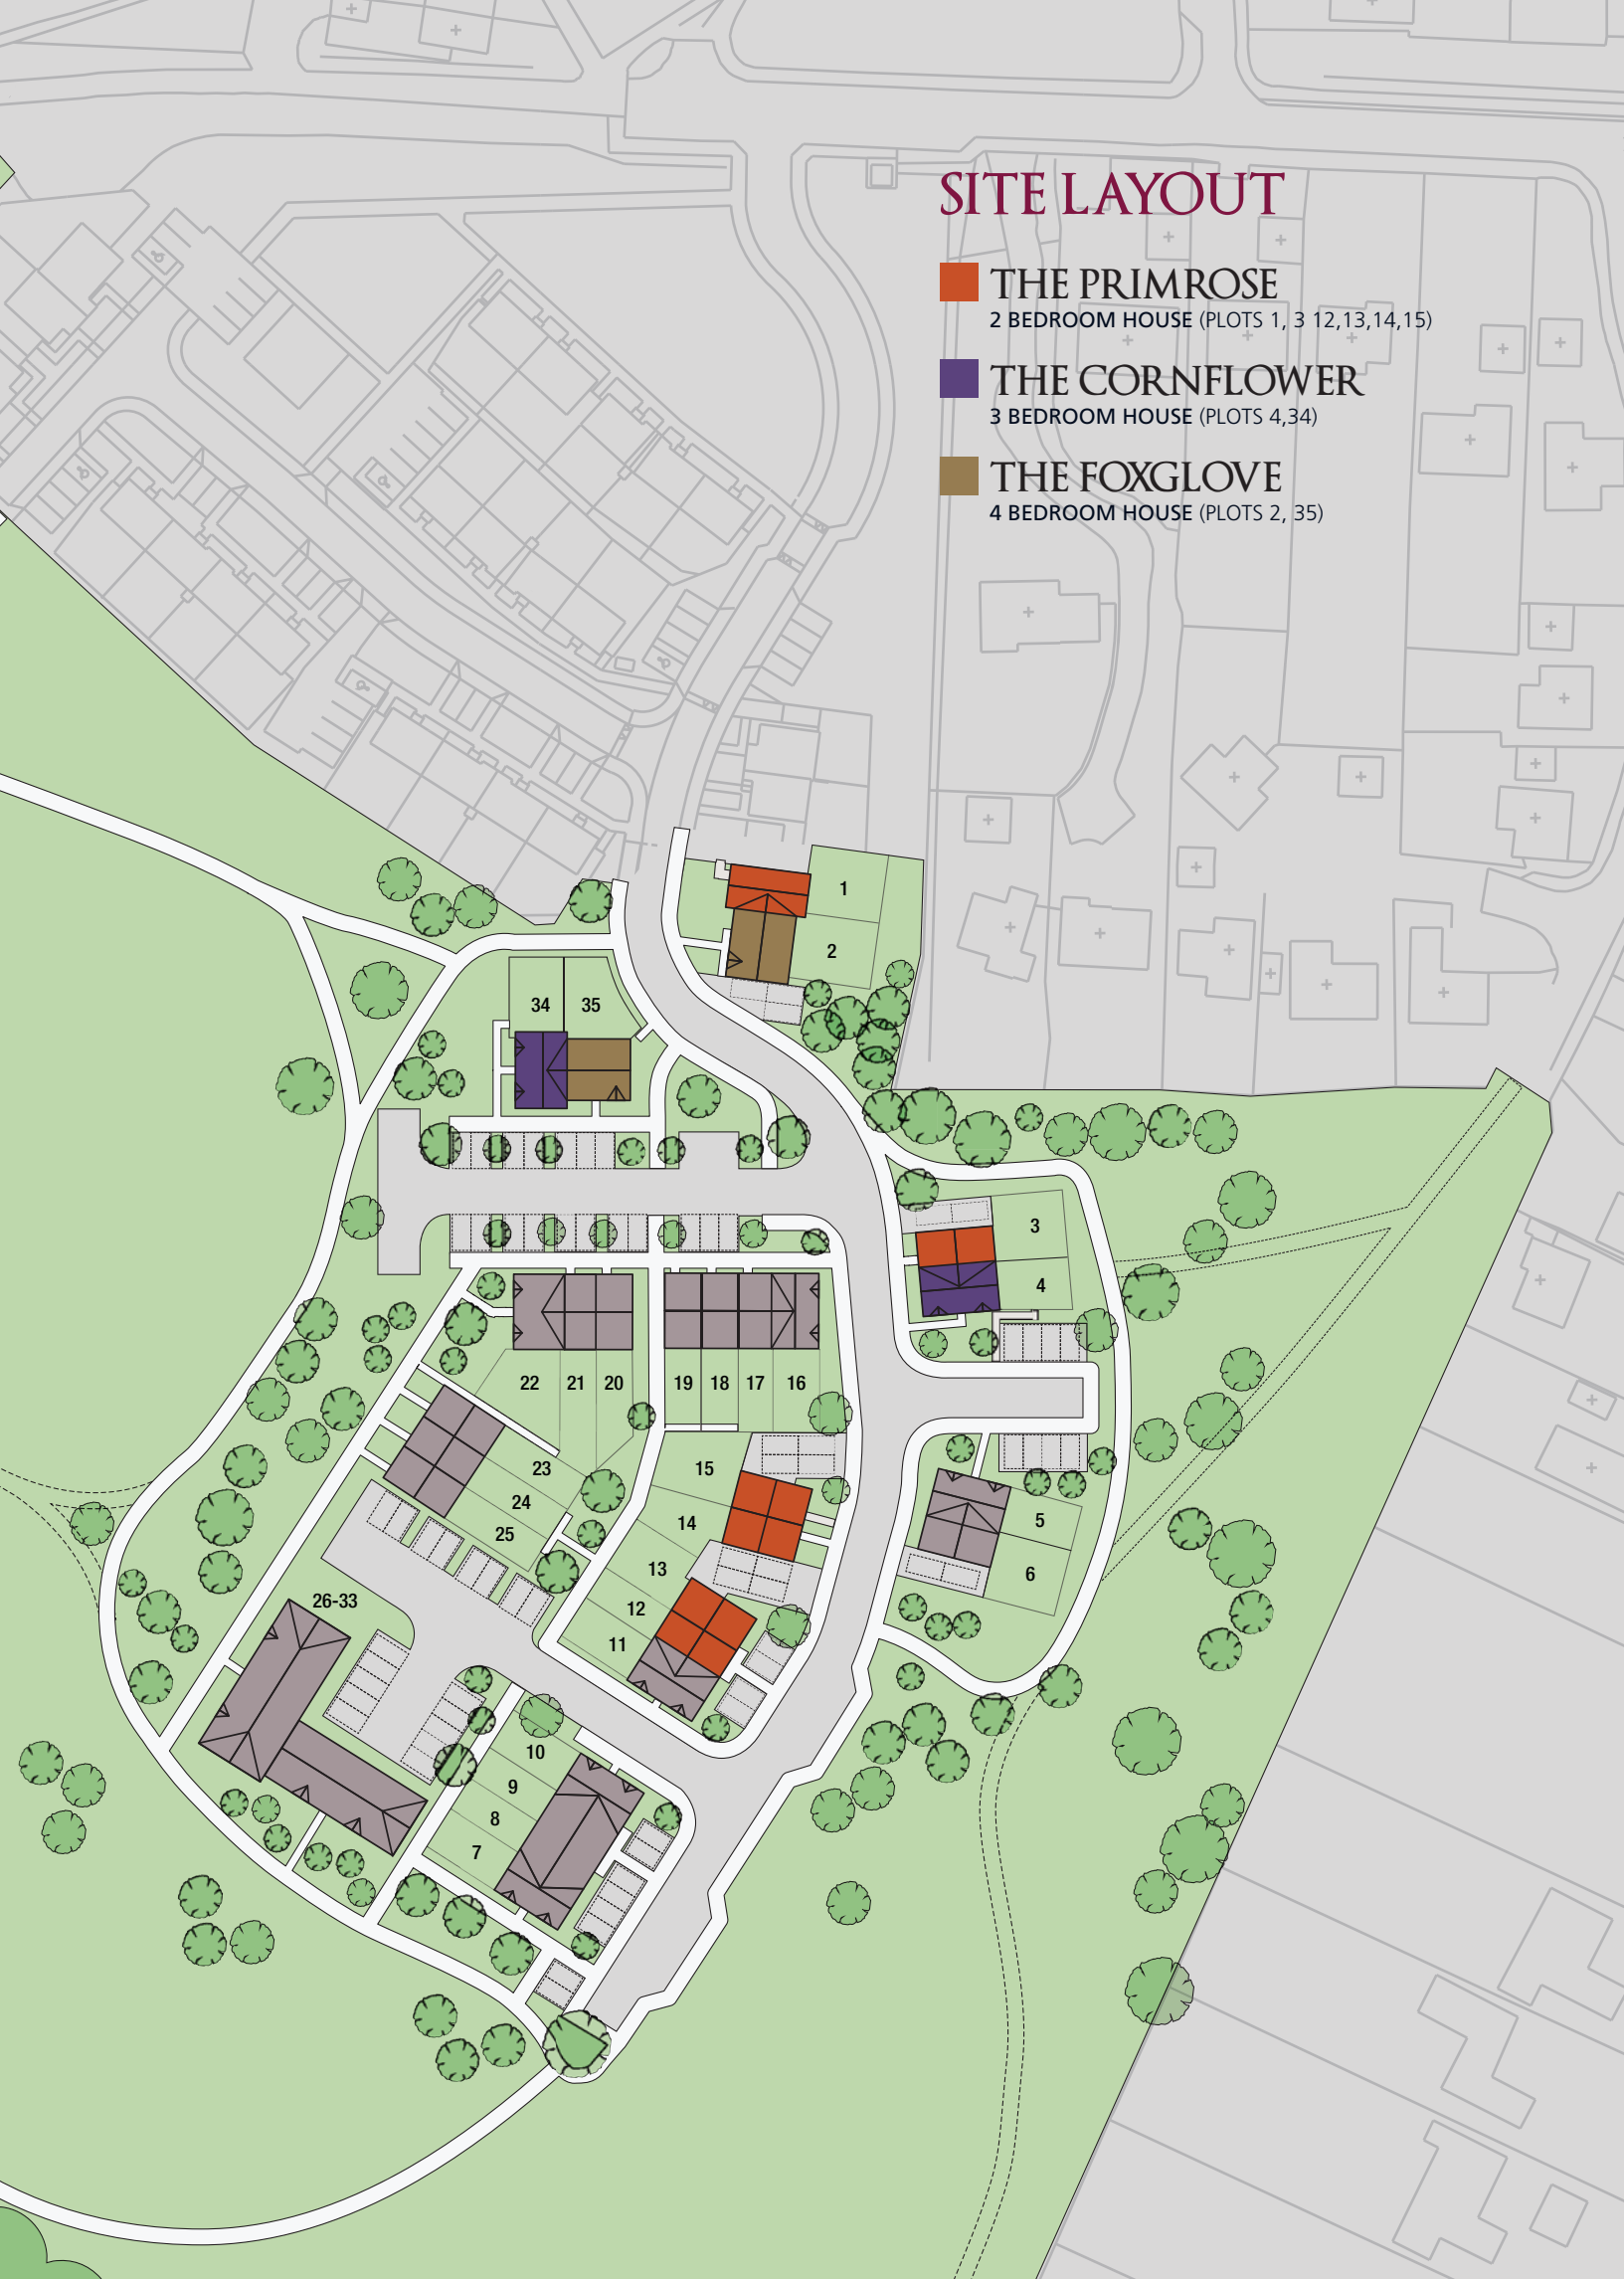 SITE LAYOUT
THE PRIMROSE
2 BEDROOM HOUSE (PLOTS 1, 3 12,13,14,15)
THE CORNFLOWER
3 BEDROOM HOUSE (PLOTS 4,34)
THE FOXGLOVE
4 BEDROOM HOUSE (PLOTS 2, 35)
1
2
34 35
3
4
22 21 20 19 18 17 16
23
15
24
14
25
5
13
6
26-33
12
11
10
9
8
7